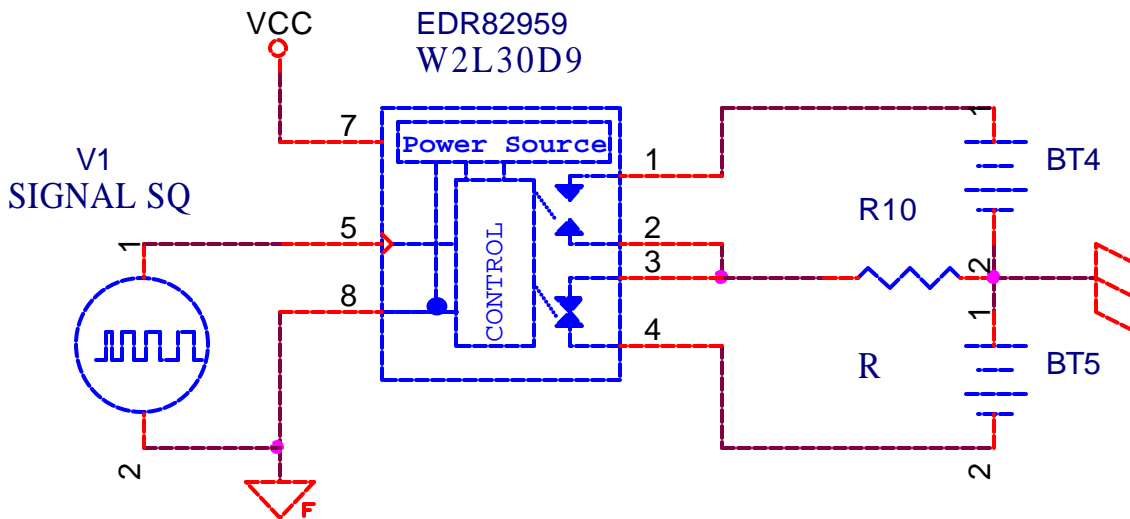 VCC
EDR82959
W2L30D9
7
Power Source
1
1
V1
SIGNAL SQ
BT4
R10
1
5
2
CONTROL
3
2
8
1
4
R
BT5
2
2
F